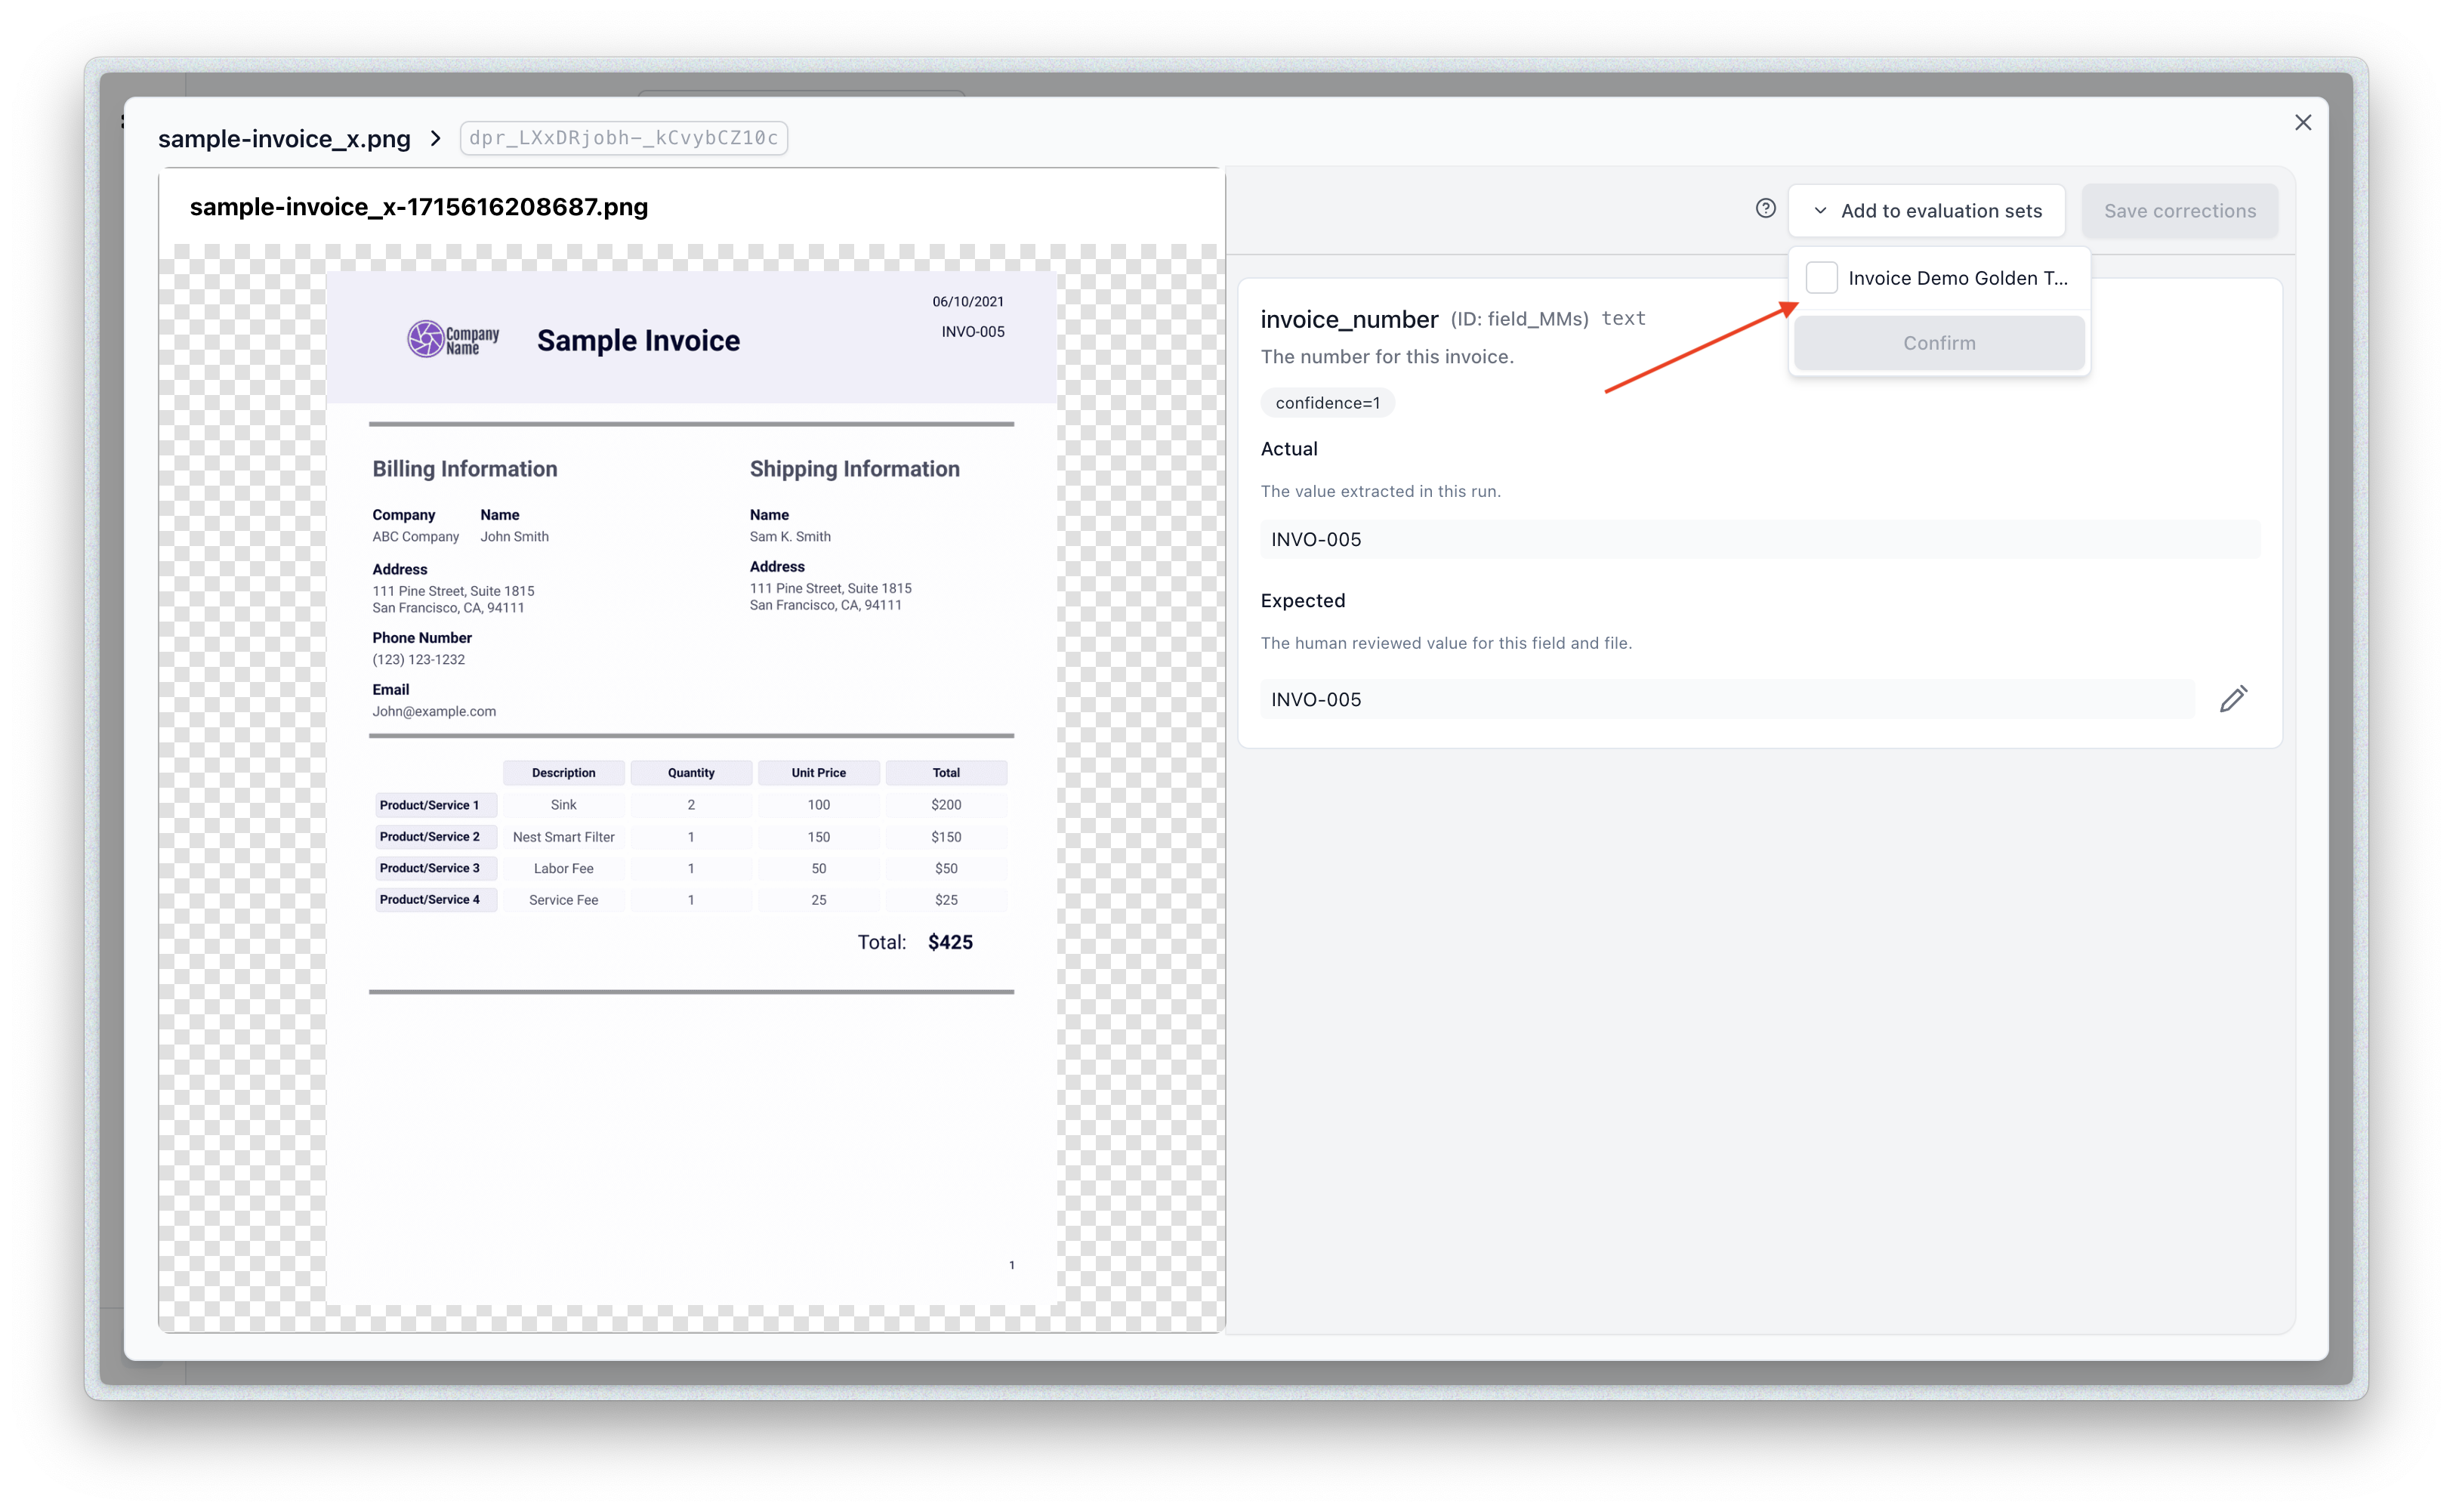 sample-invoice_x.png
dpr_LXxDRjobh-_kCvybCZ10c
sample-invoice_x-1715616208687.png
Company
Name
Sample Invoice
06/10/2021
INVO-005
Billing Information
Company Name
ABC Company John Smith
Address
111 Pine Street, Suite 1815
San Francisco, CA, 94111
Phone Number
(123) 123-1232
Email
John@example.com
Shipping Information
Name
Sam K. Smith
Address
111 Pine Street, Suite 1815
San Francisco, CA, 94111
Description Quantity Unit Price Total
Product/Service 1 Sink 2 100 $200
Product/Service 2 Nest Smart Filter 1 150 $150
Product/Service 3 Labor Fee 1 50 $50
Product/Service 4 Service Fee 1 25 $25
Total: $425
1
Add to evaluation sets
Save corrections
Invoice Demo Golden T...
Confirm
invoice_number (ID: field_MMs) text
The number for this invoice.
confidence=1
Actual
The value extracted in this run.
INVO-005
Expected
The human reviewed value for this field and file.
INVO-005